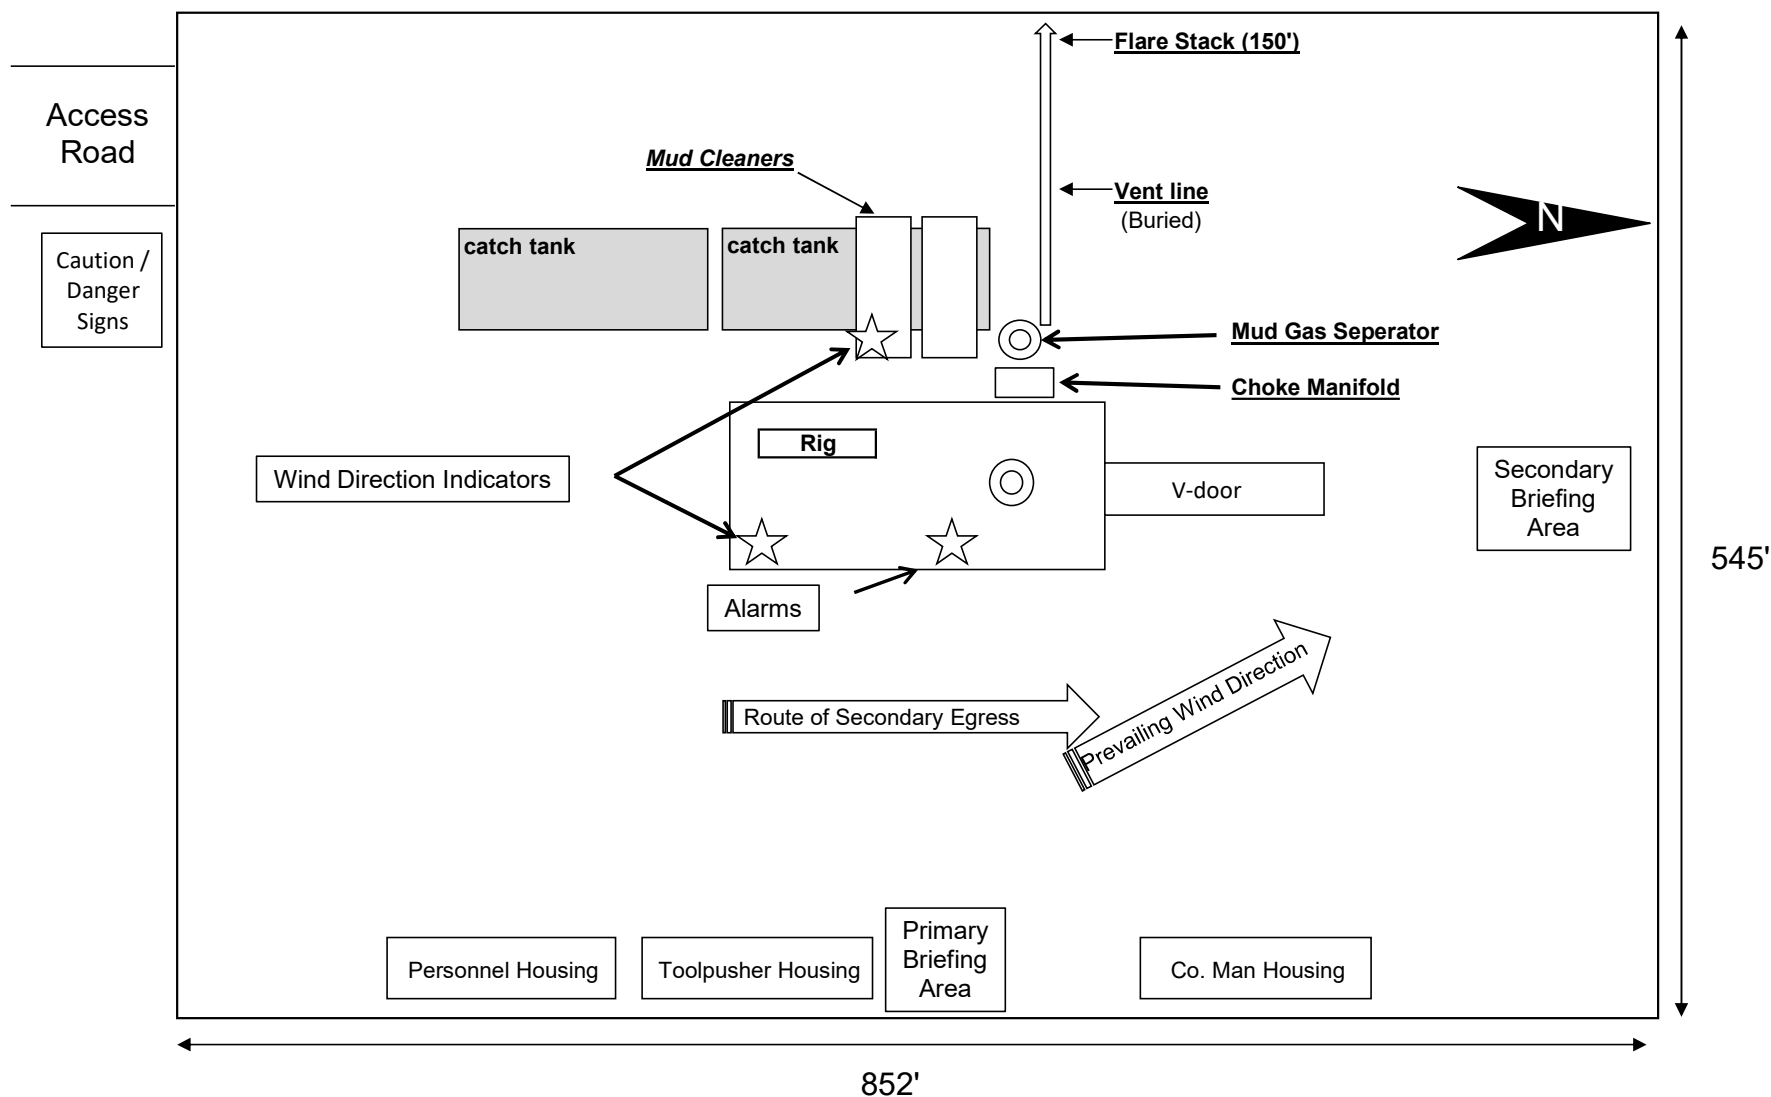 Flare Stack (150')
Access
Road
Mud Cleaners
Vent line
(Buried)
N
catch tank
catch tank
Caution /
Danger
Signs
Mud Gas Seperator
Choke Manifold
Rig
Wind Direction Indicators
V-door
Secondary
Briefing
Area
545'
Alarms
Prevailing Wind Direction
Route of Secondary Egress
Primary
Briefing
Area
Personnel Housing
Toolpusher Housing
Co. Man Housing
852'